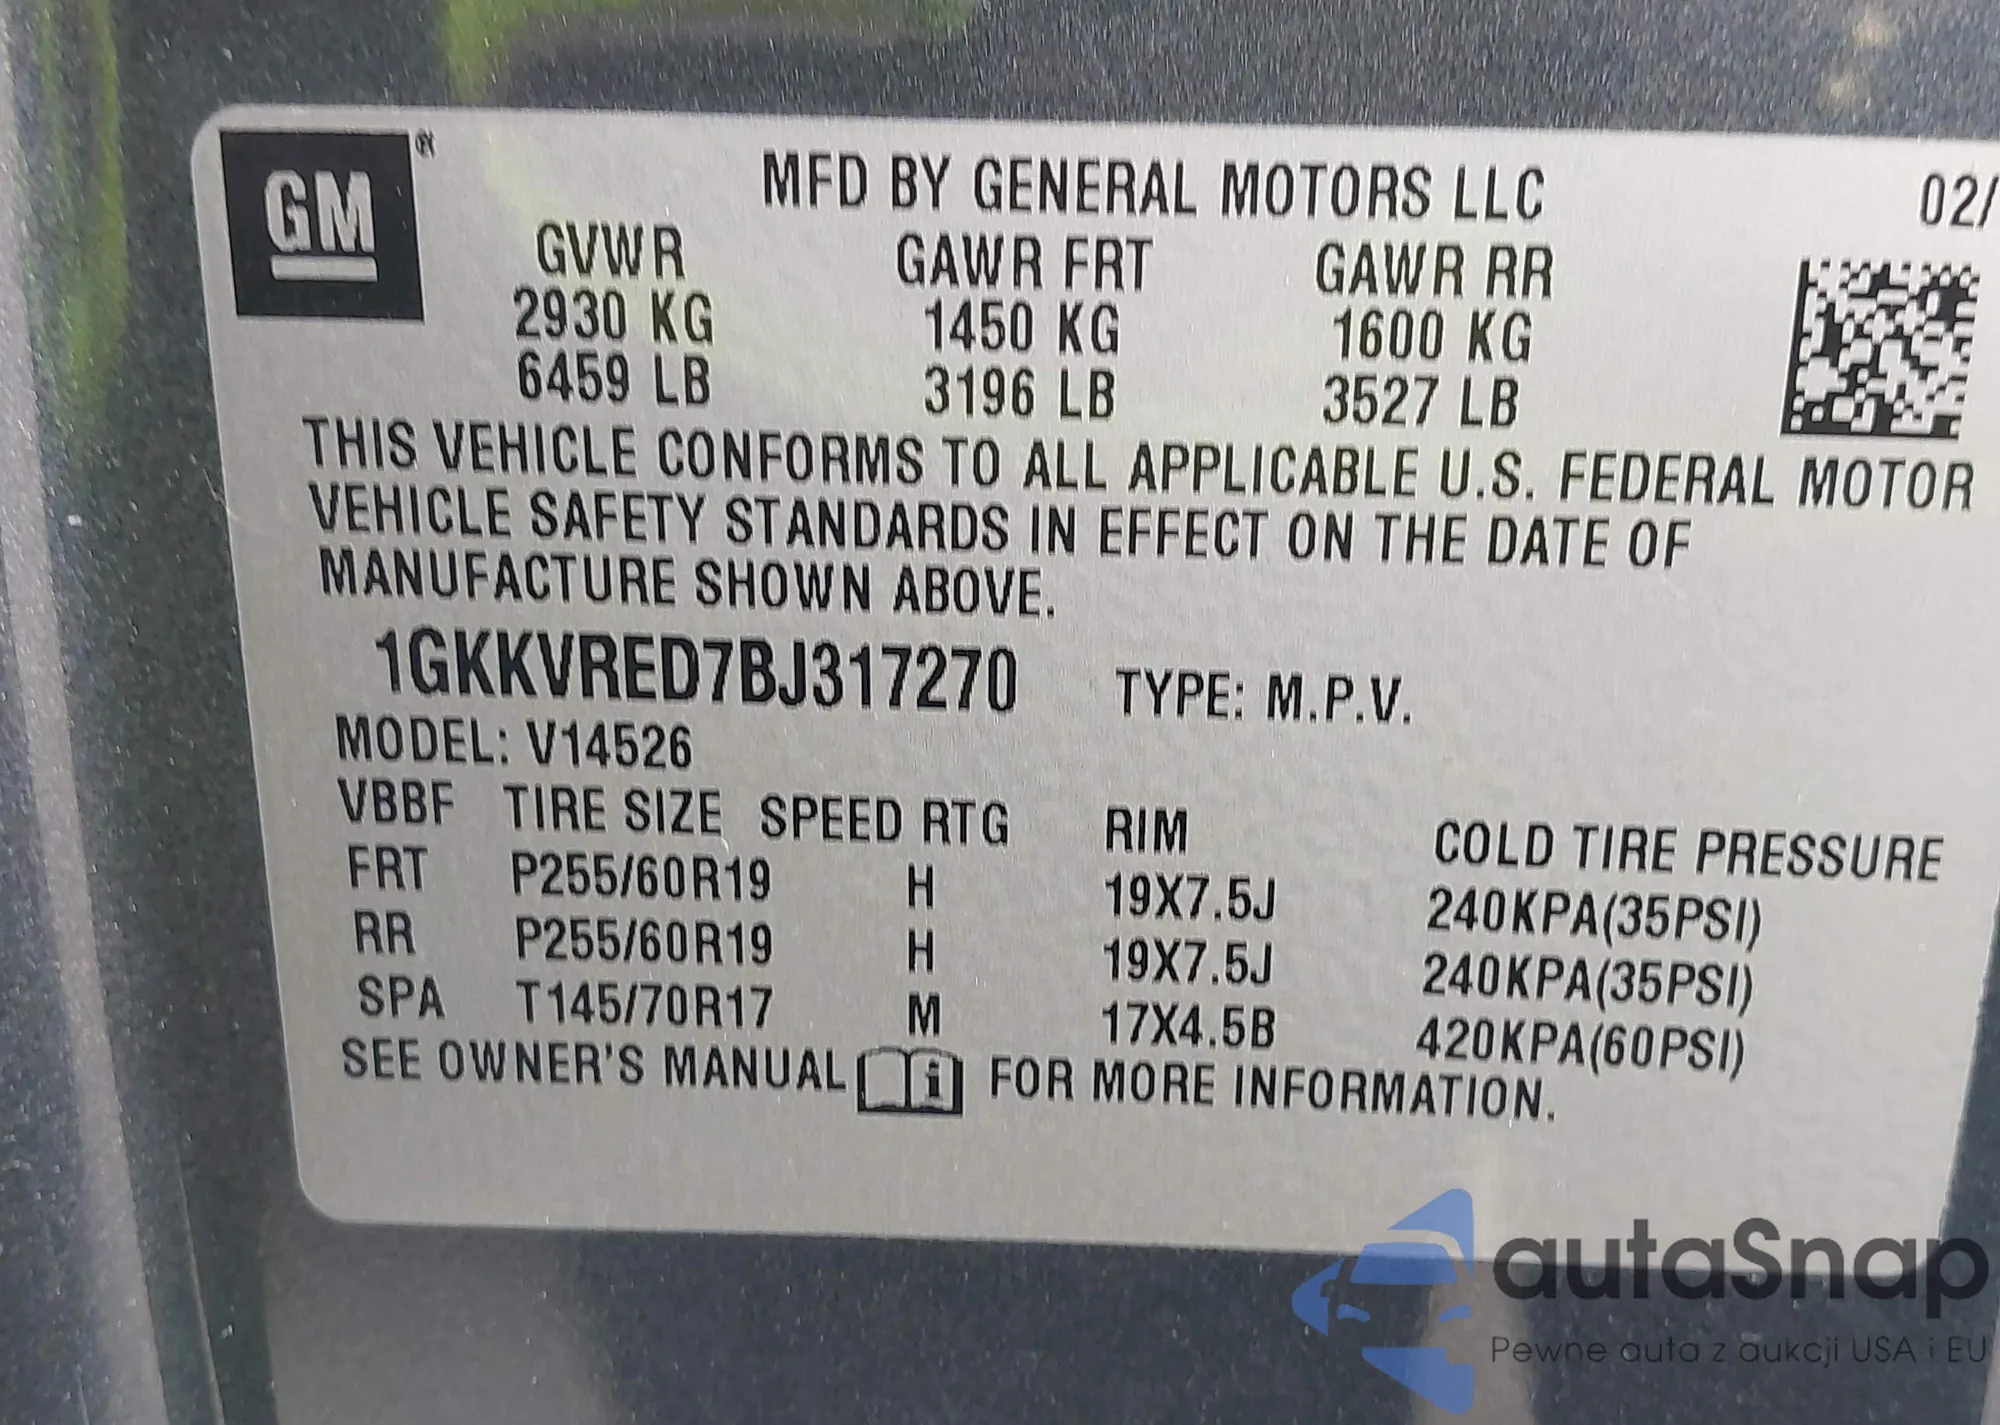 GM®
MFD BY GENERAL MOTORS LLC 02/
GVWR GAWR FRT GAWR RR
2930 KG 1450 KG 1600 KG
6459 LB 3196 LB 3527 LB
THIS VEHICLE CONFORMS TO ALL APPLICABLE U.S. FEDERAL MOTOR
VEHICLE SAFETY STANDARDS IN EFFECT ON THE DATE OF
MANUFACTURE SHOWN ABOVE.
1GKKVRED7BJ317270 TYPE: M.P.V.
MODEL: V14526
VBBF TIRE SIZE SPEED RTG RIM COLD TIRE PRESSURE
FRT P255/60R19 H 19X7.5J 240KPA(35PSI)
RR P255/60R19 H 19X7.5J 240KPA(35PSI)
SPA T145/70R17 M 17X4.5B 420KPA(60PSI)
SEE OWNER'S MANUAL i FOR MORE INFORMATION.
autaSnap
Pewne auta z aukcji USA i EU